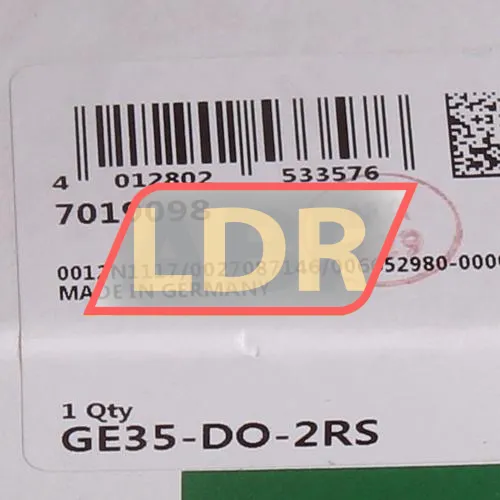 4 012802 533576
7019098
MADE IN GERMANY
LDR
1 Qty
GE35-DO-2RS